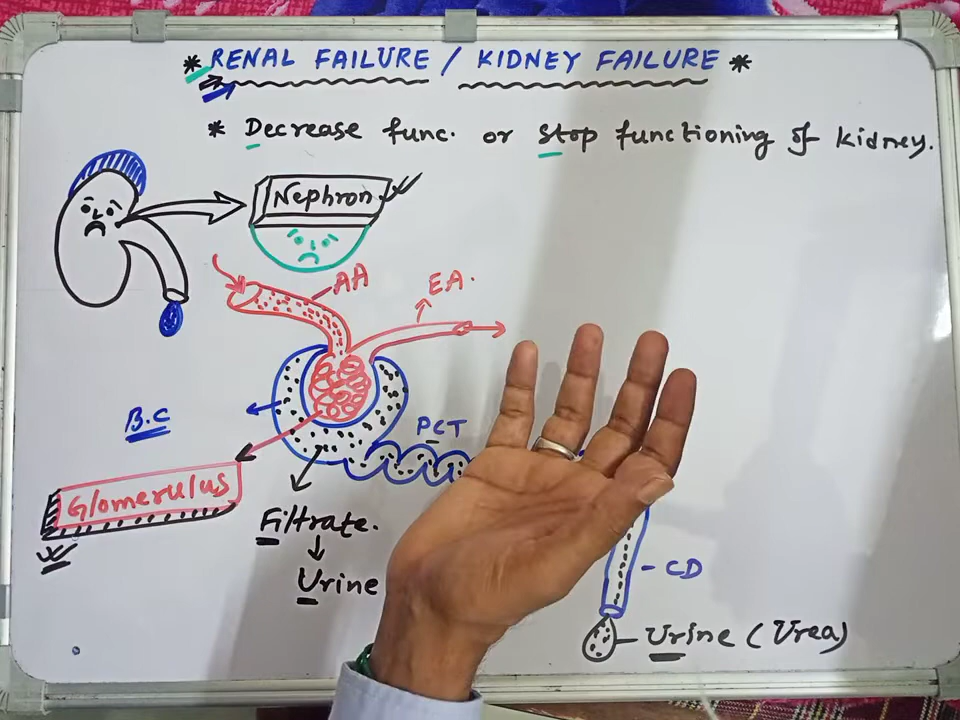 * RENAL FAILURE / KIDNEY FAILURE *
* Decrease func. or stop functioning of kidney.
Nephron
AA
EA.
B.C
PCT
Glomerulus
Filtrate.
Urine
- CD
Urine (Urea)